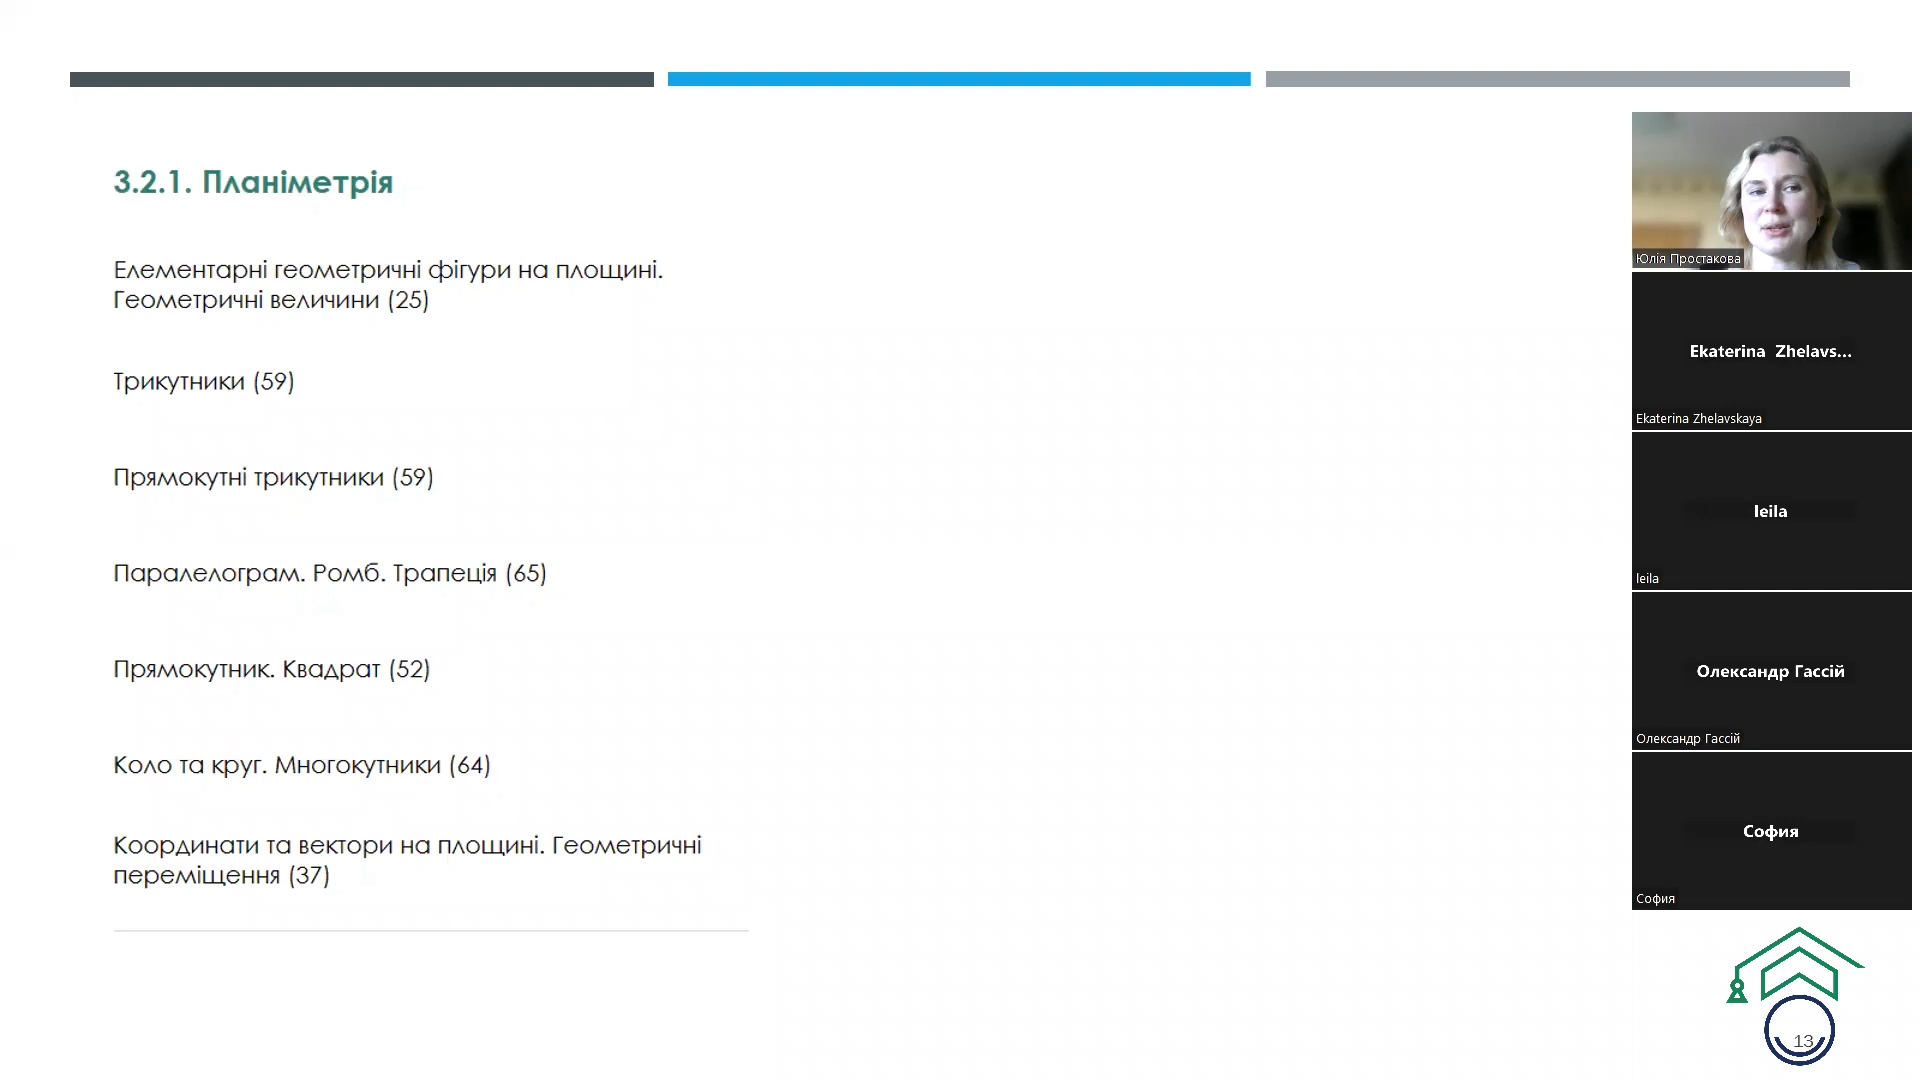 3.2.1. Планіметрія
Елементарні геометричні фігури на площині.
Геометричні величини (25)
Трикутники (59)
Прямокутні трикутники (59)
Паралелограм. Ромб. Трапеція (65)
Прямокутник. Квадрат (52)
Коло та круг. Многокутники (64)
Координати та вектори на площині. Геометричні
переміщення (37)
Юлія Простакова
Ekaterina Zhelavs...
Ekaterina Zhelavskaya
leila
leila
Олександр Гассій
Олександр Гассій
София
София
13